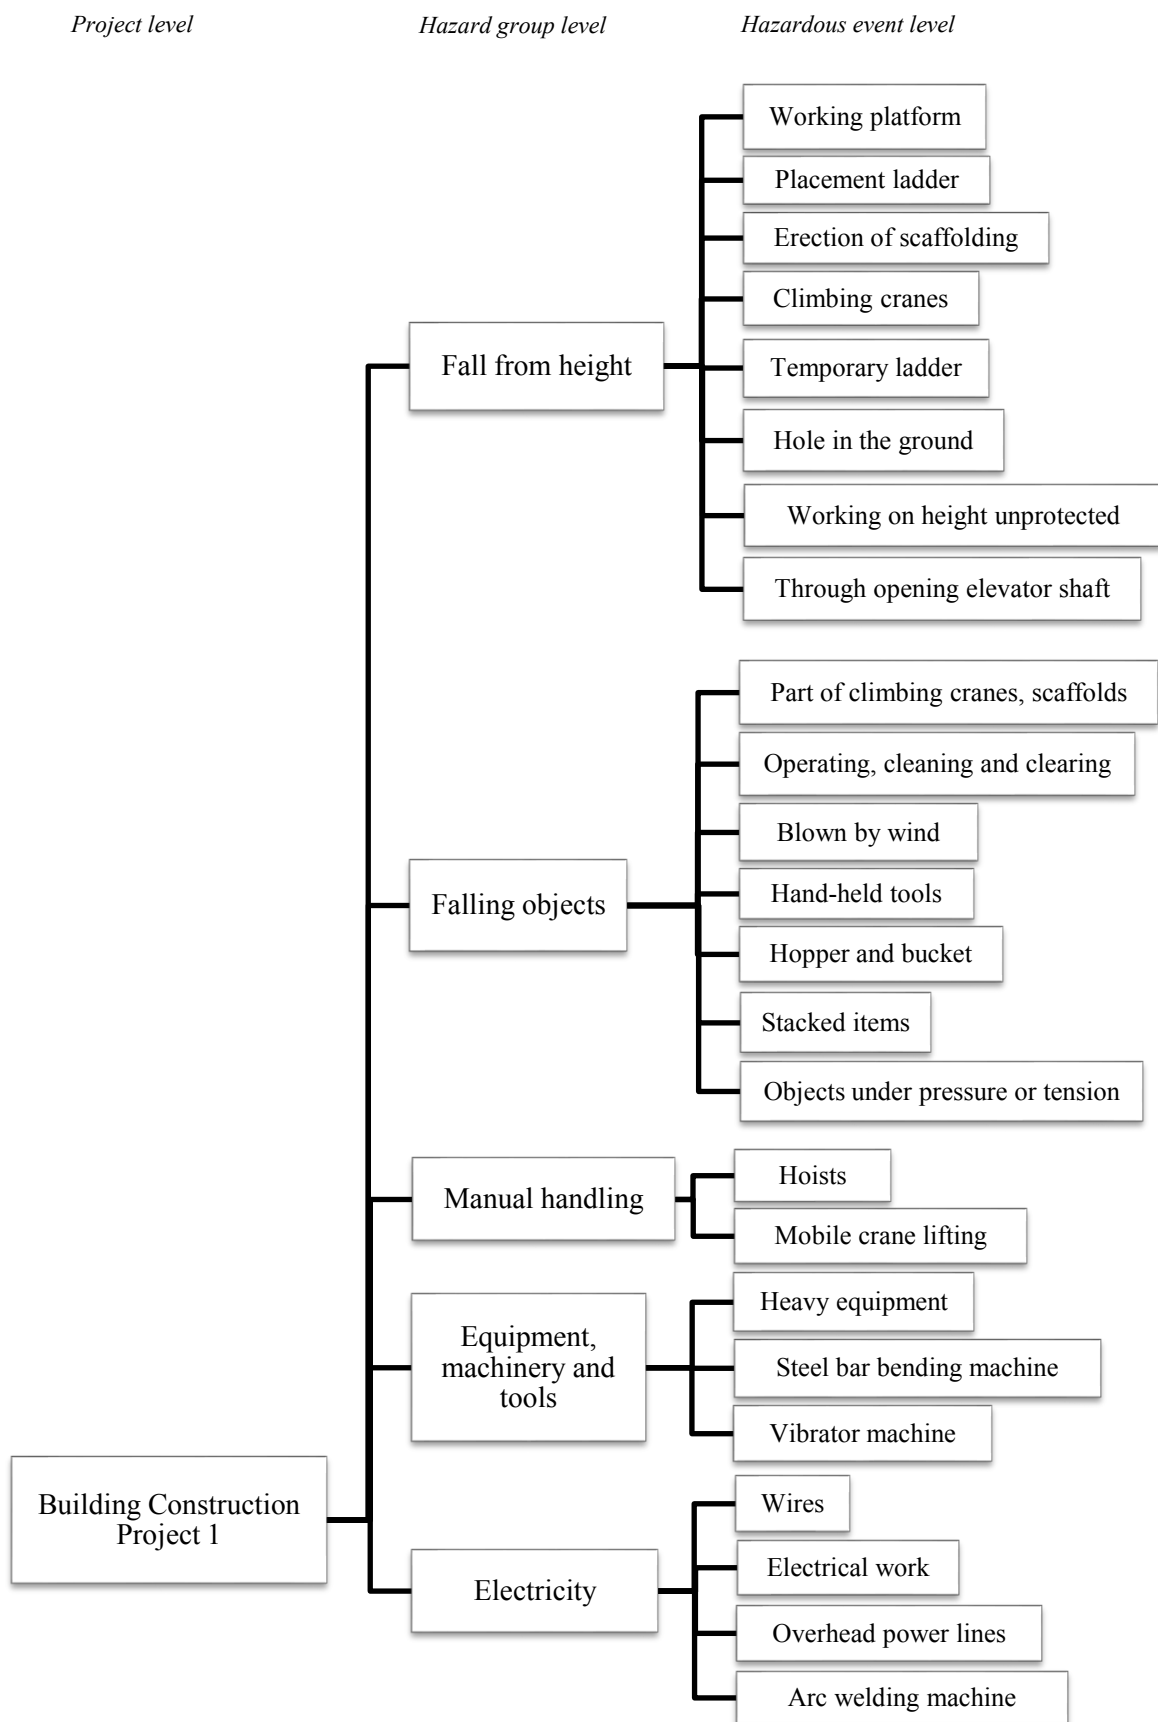 Project level
Hazard group level
Hazardous event level
Working platform
Placement ladder
Erection of scaffolding
Climbing cranes
Fall from height
Temporary ladder
Hole in the ground
Working on height unprotected
Through opening elevator shaft
Part of climbing cranes, scaffolds
Operating, cleaning and clearing
Blown by wind
Falling objects
Hand-held tools
Hopper and bucket
Stacked items
Objects under pressure or tension
Manual handling
Hoists
Mobile crane lifting
Equipment,
machinery and
tools
Heavy equipment
Steel bar bending machine
Vibrator machine
Building Construction
Project 1
Electricity
Wires
Electrical work
Overhead power lines
Arc welding machine